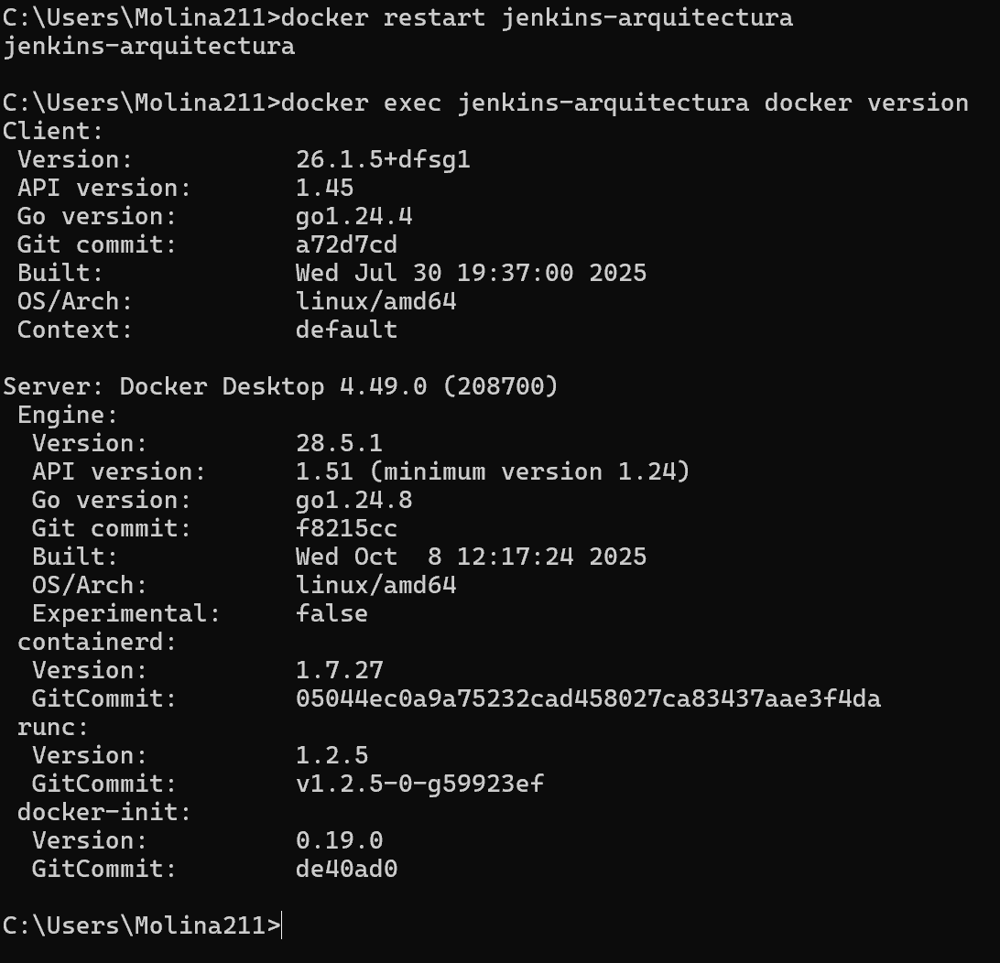 C:\Users\Molina211>docker restart jenkins-arquitectura
jenkins-arquitectura

C:\Users\Molina211>docker exec jenkins-arquitectura docker version
Client:
 Version:           26.1.5+dfsg1
 API version:       1.45
 Go version:        go1.24.4
 Git commit:        a72d7cd
 Built:             Wed Jul 30 19:37:00 2025
 OS/Arch:           linux/amd64
 Context:           default

Server: Docker Desktop 4.49.0 (208700)
 Engine:
  Version:          28.5.1
  API version:      1.51 (minimum version 1.24)
  Go version:       go1.24.8
  Git commit:       f8215cc
  Built:            Wed Oct  8 12:17:24 2025
  OS/Arch:          linux/amd64
  Experimental:     false
 containerd:
  Version:          1.7.27
  GitCommit:        05044ec0a9a75232cad458027ca83437aae3f4da
 runc:
  Version:          1.2.5
  GitCommit:        v1.2.5-0-g59923ef
 docker-init:
  Version:          0.19.0
  GitCommit:        de40ad0

C:\Users\Molina211>